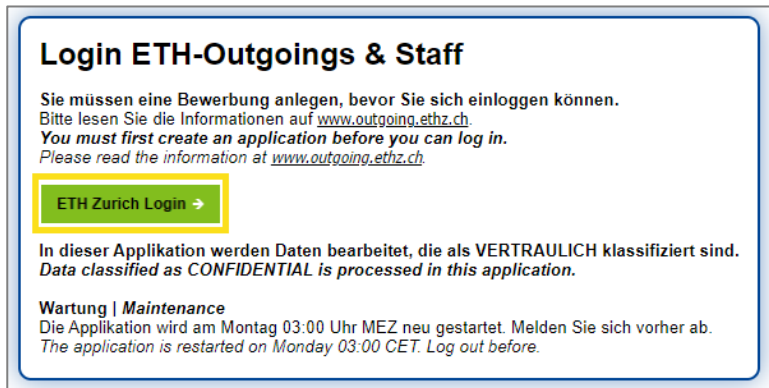 Login ETH-Outgoings & Staff
Sie müssen eine Bewerbung anlegen, bevor Sie sich einloggen können.
Bitte lesen Sie die Informationen auf www.outgoing.ethz.ch.
You must first create an application before you can log in.
Please read the information at www.outgoing.ethz.ch.
ETH Zurich Login →
In dieser Applikation werden Daten bearbeitet, die als VERTRAULICH klassifiziert sind.
Data classified as CONFIDENTIAL is processed in this application.
Wartung | Maintenance
Die Applikation wird am Montag 03:00 Uhr MEZ neu gestartet. Melden Sie sich vorher ab.
The application is restarted on Monday 03:00 CET. Log out before.